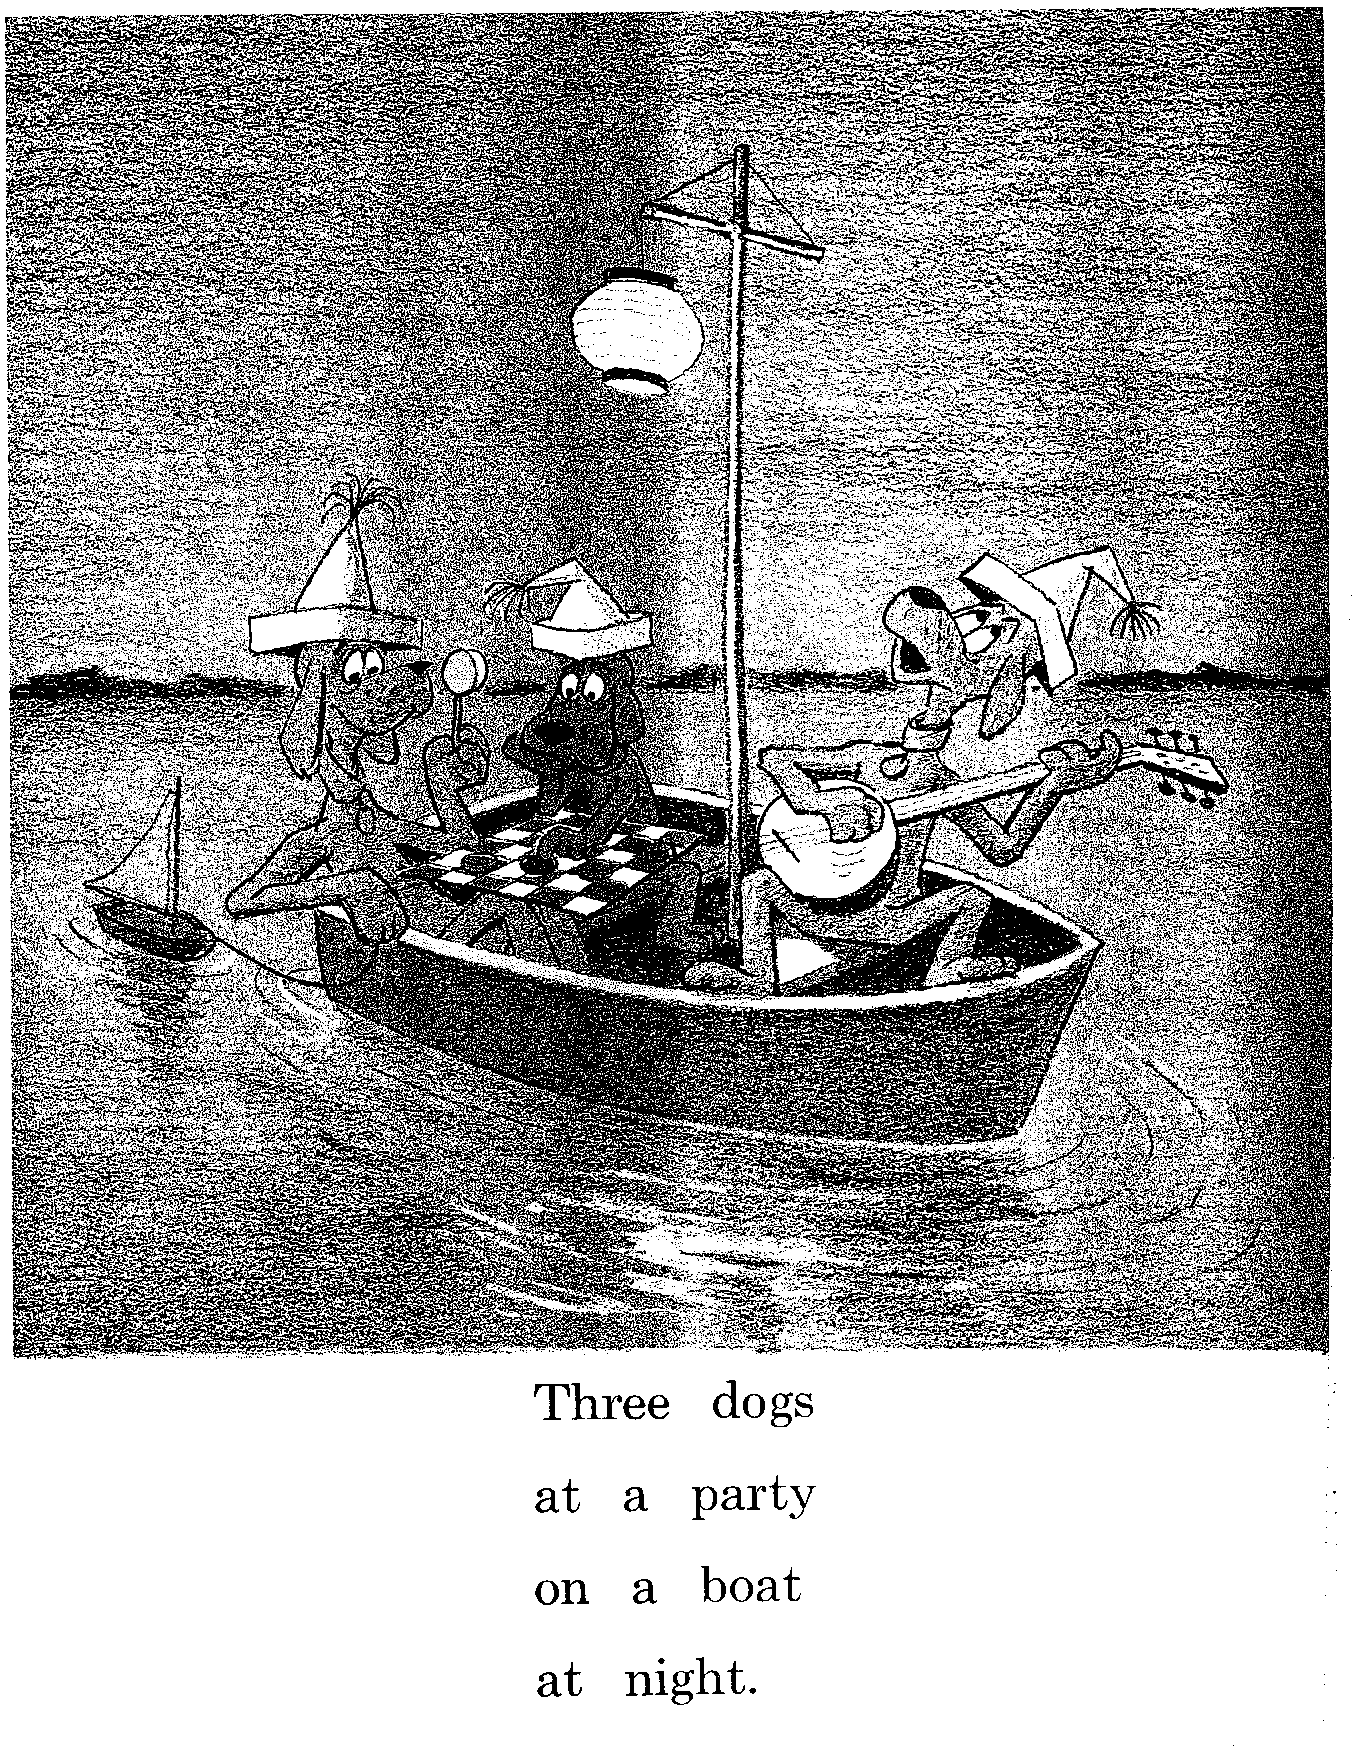 Three dogs
at a party
on a boat
at night.